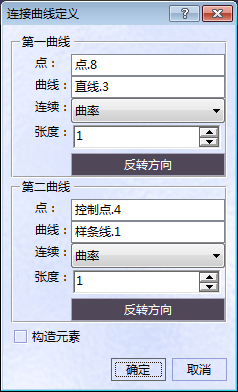 连接曲线定义
第一曲线
点： 点.8
曲线： 直线.3
连续： 曲率
张度： 1
反转方向
第二曲线
点： 控制点.4
曲线： 样条线.1
连续： 曲率
张度： 1
反转方向
构造元素
确定 取消